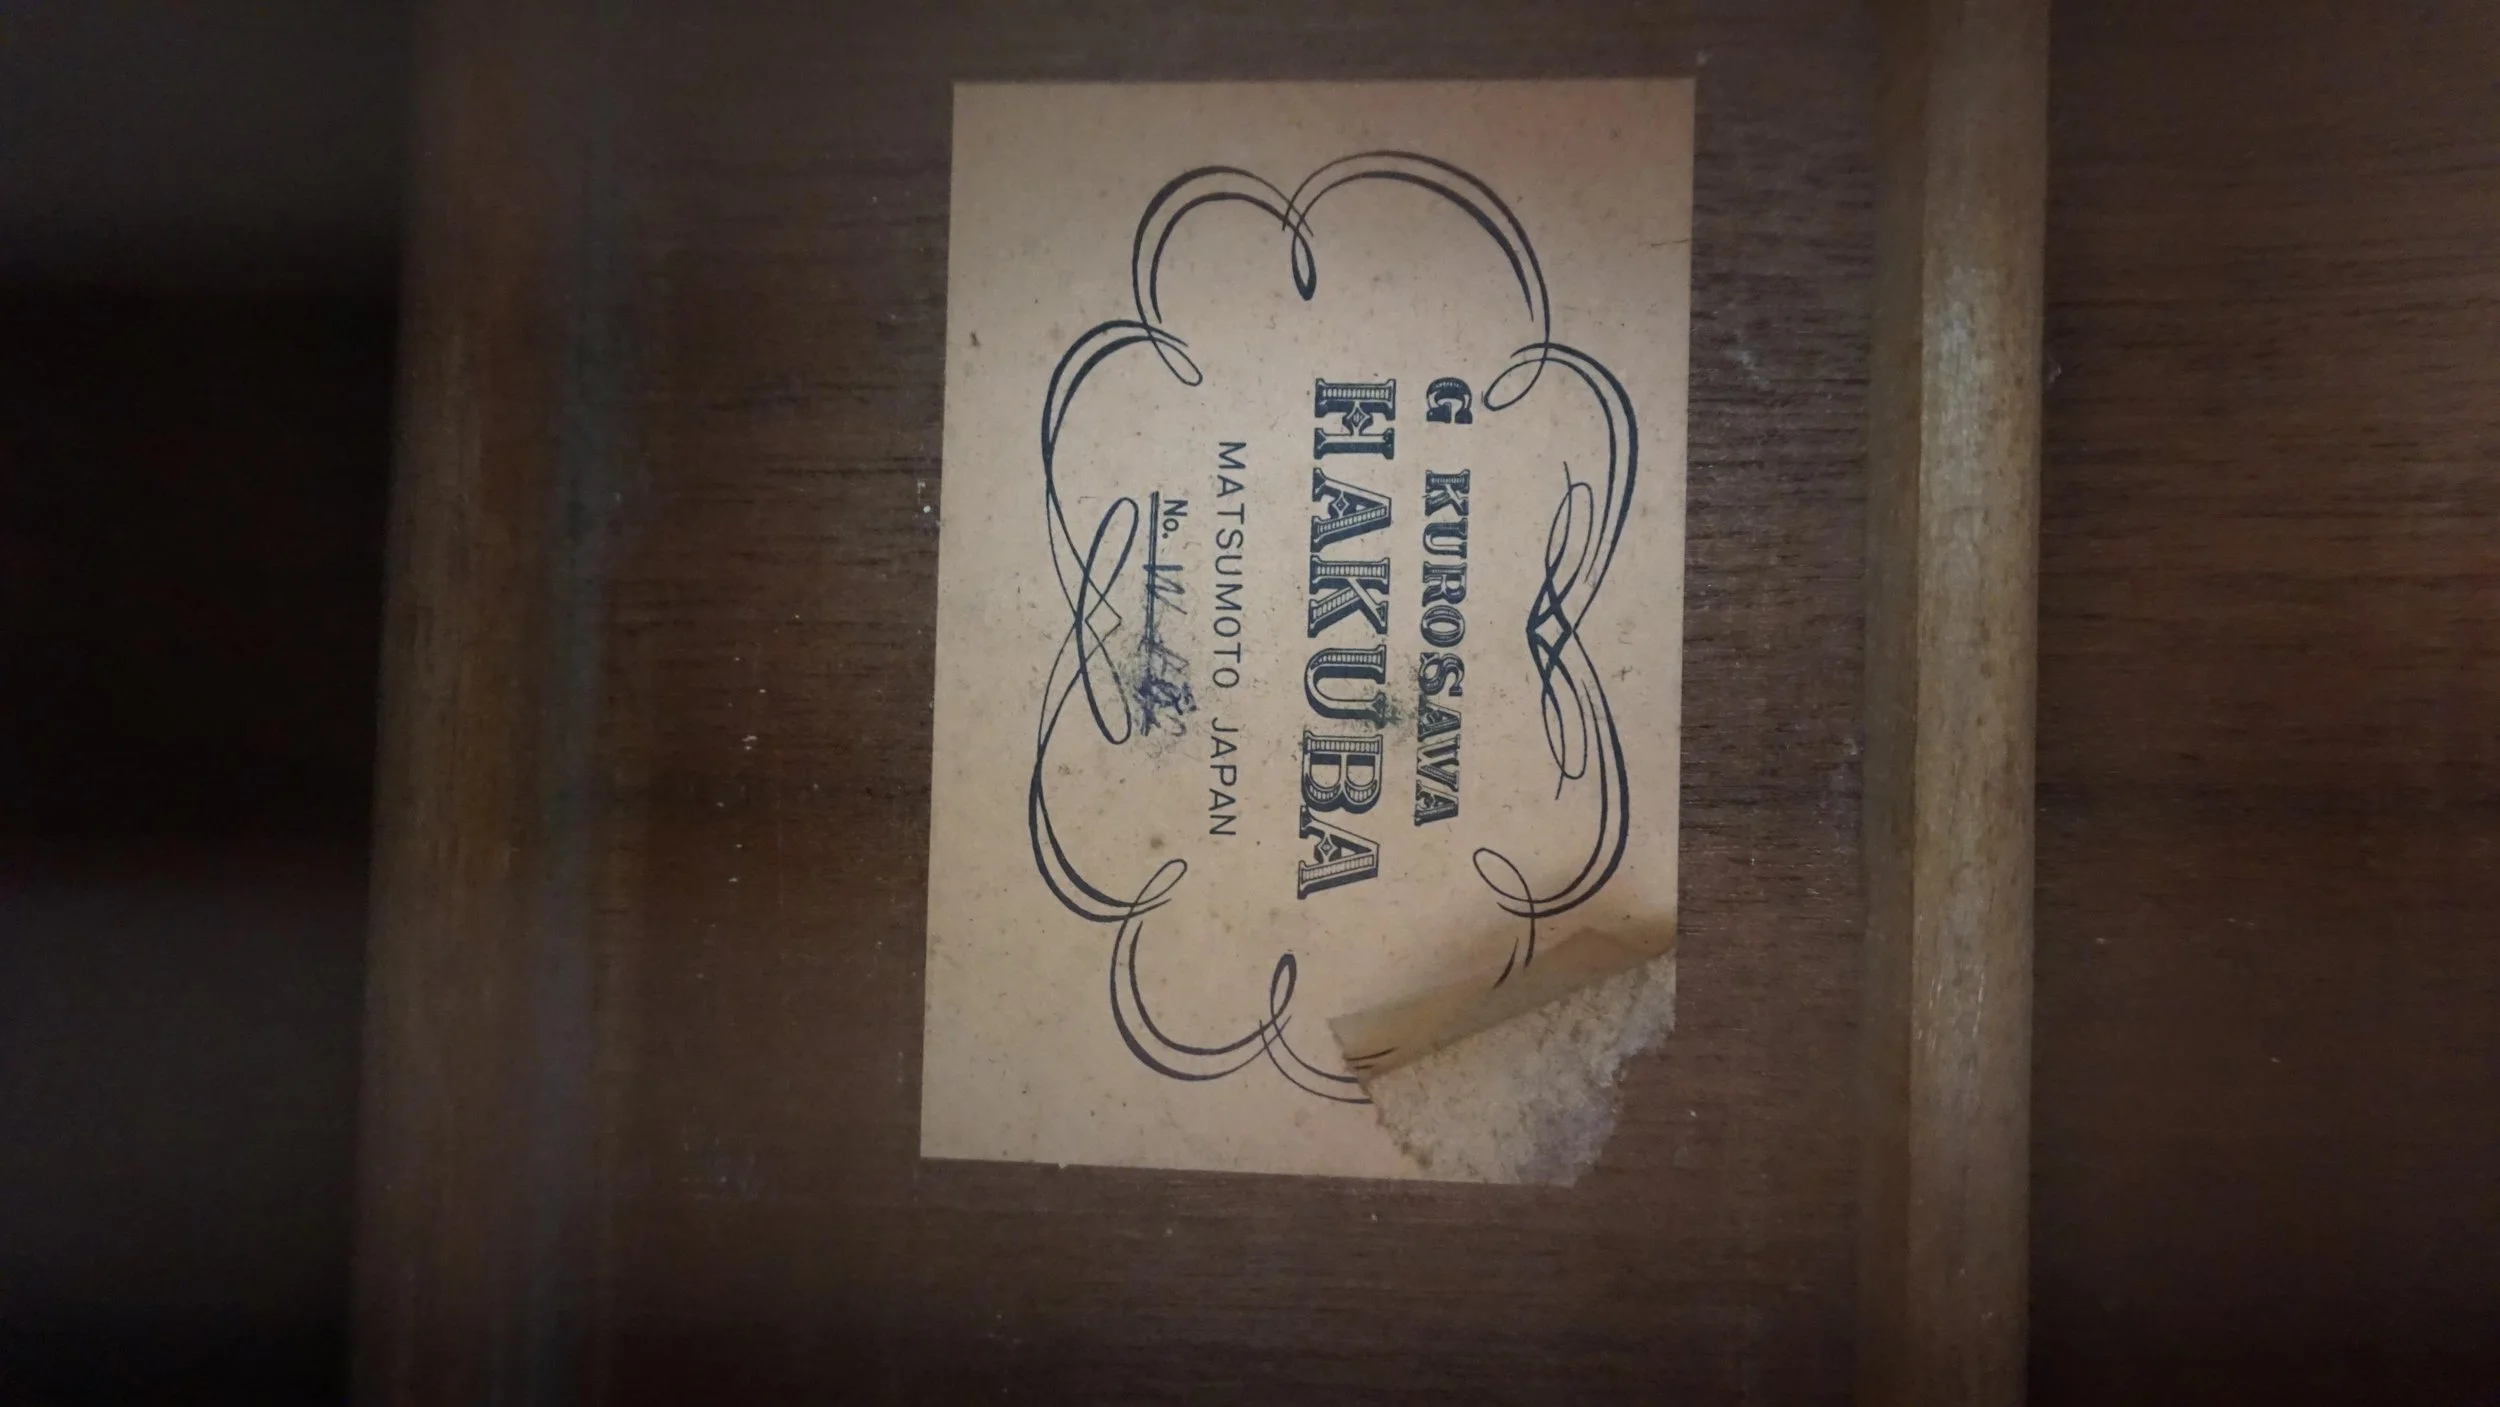 G KUROSAWA
HAKUBA
MATSUMOTO JAPAN
No.